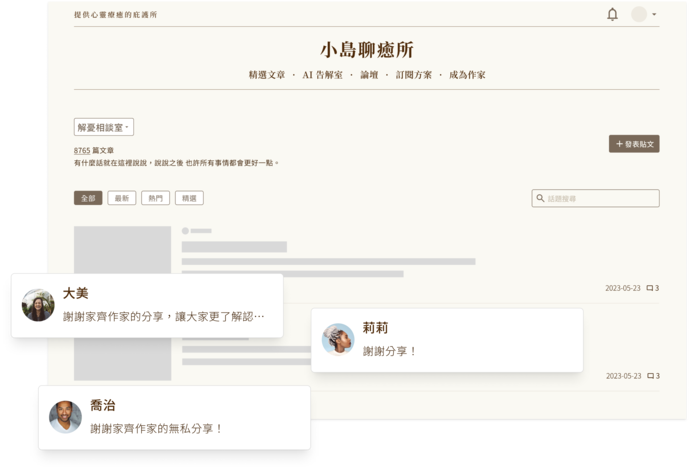 提供心靈療癒的庇護所
小島聊癒所
精選文章 · AI 告解室 · 論壇 · 訂閱方案 · 成為作家
解憂相談室
8765 篇文章
有什麼話就在這裡說說，說說之後 也許所有事情都會更好一點。
＋發表貼文
全部 最新 熱門 精選
話題搜尋
2023-05-23 3
大美
謝謝家齊作家的分享，讓大家更了解認…
莉莉
謝謝分享！
2023-05-23 3
喬治
謝謝家齊作家的無私分享！